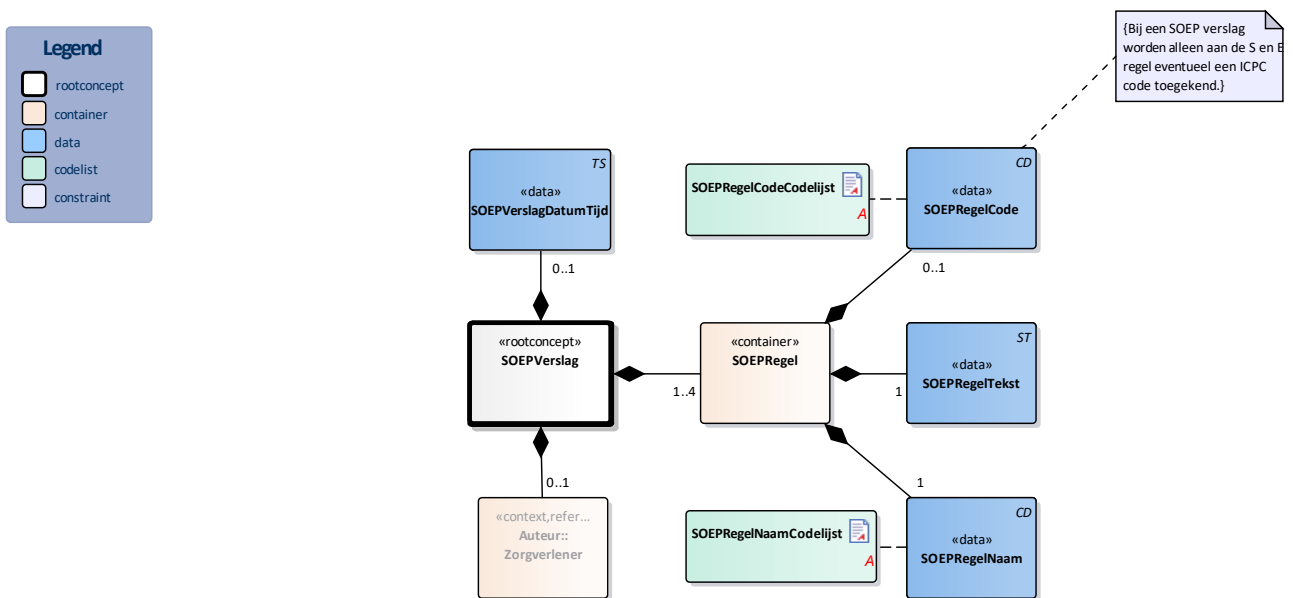 Legend
rootconcept
container
data
codelist
constraint
{Bij een SOEP verslag
worden alleen aan de S en E
regel eventueel een ICPC
code toegekend.}
TS
«data»
SOEPVerslagDatumTijd
0..1
SOEPRegelCodeCodelijst
A
CD
«data»
SOEPRegelCode
0..1
«rootconcept»
SOEPVerslag
1..4
«container»
SOEPRegel
ST
«data»
SOEPRegelTekst
1
0..1
1
«context,refer...
Auteur::
Zorgverlener
SOEPRegelNaamCodelijst
A
CD
«data»
SOEPRegelNaam